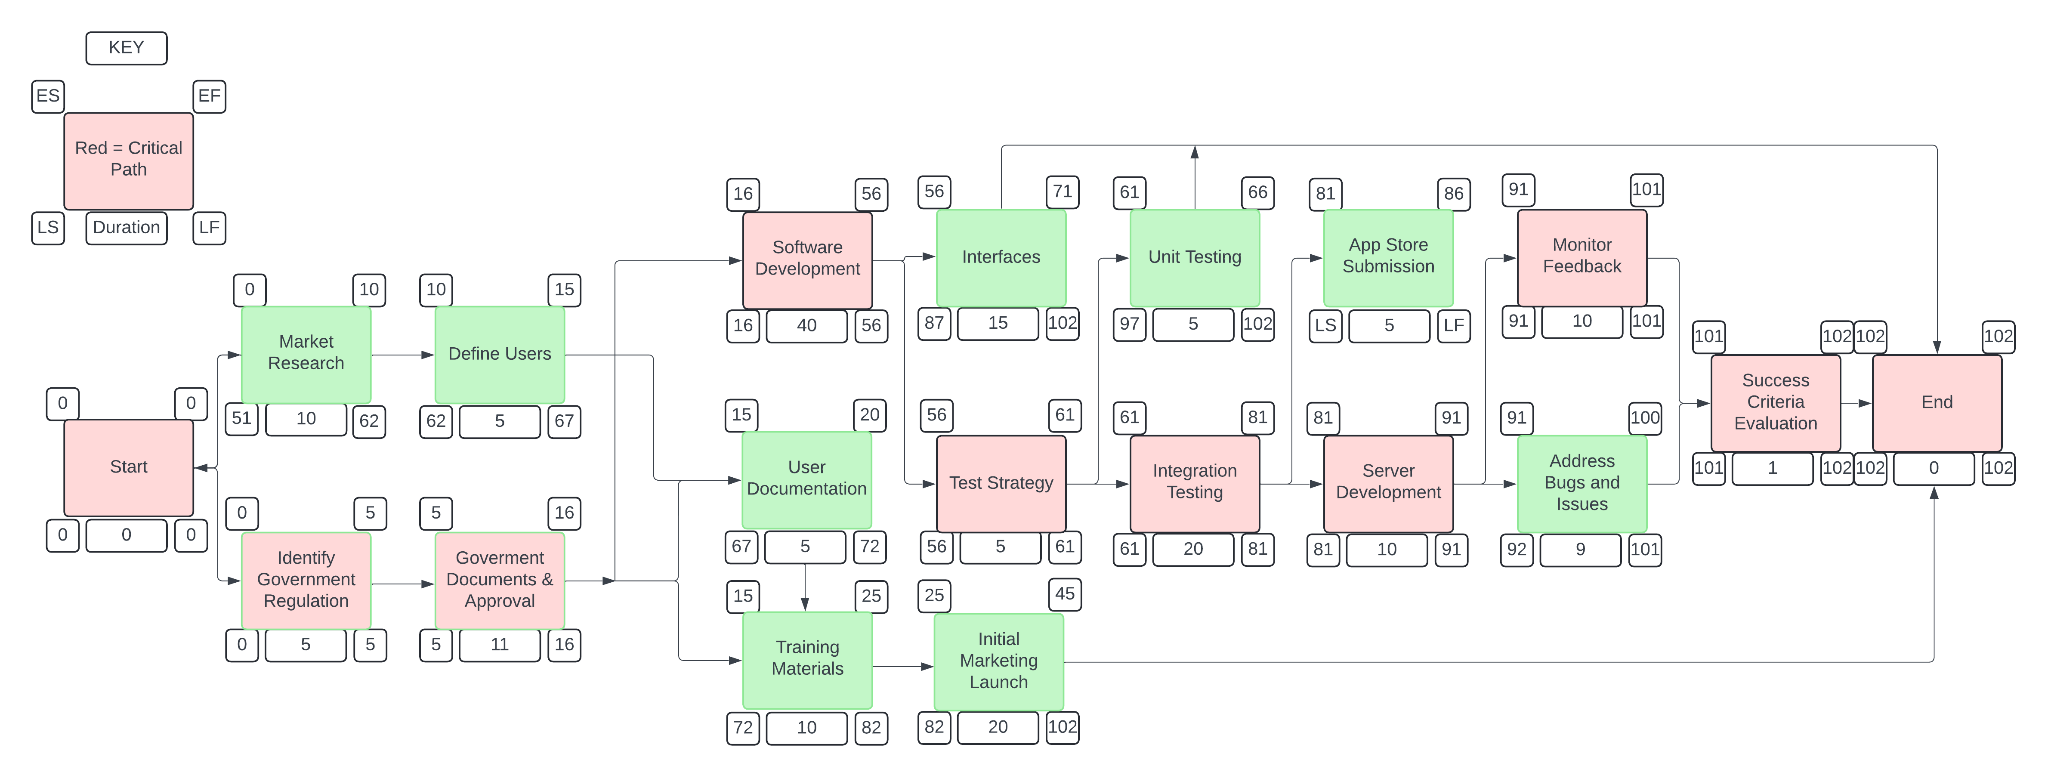 KEY
ES
EF
Red = Critical
Path
LS
Duration
LF
0
0
Start
0
0
0
0
10
Market
Research
51
10
62
10
15
Define Users
62
5
67
0
5
Identify
Government
Regulation
0
5
5
5
16
Goverment
Documents &
Approval
5
11
16
16
56
Software
Development
16
40
56
15
20
User
Documentation
67
5
72
15
25
Training
Materials
72
10
82
56
71
Interfaces
87
15
102
56
61
Test Strategy
56
5
61
25
45
Initial
Marketing
Launch
82
20
102
61
66
Unit Testing
97
5
102
61
81
Integration
Testing
61
20
81
81
86
App Store
Submission
LS
5
LF
81
91
Server
Development
81
10
91
91
101
Monitor
Feedback
91
10
101
91
100
Address
Bugs and
Issues
92
9
101
101
102
Success
Criteria
Evaluation
101
1
102
102
102
End
102
0
102